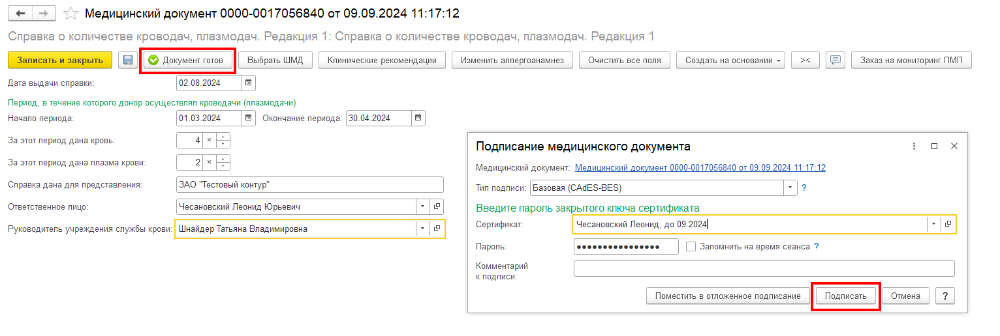 Медицинский документ 0000-0017056840 от 09.09.2024 11:17:12
Справка о количестве кроводач, плазмодач. Редакция 1: Справка о количестве кроводач, плазмодач. Редакция 1
Записать и закрыть Документ готов Выбрать ШМД Клинические рекомендации Изменить аллергоанамнез Очистить все поля Создать на основании >< Заказ на мониторинг ПМП
Дата выдачи справки: 02.08.2024
Период, в течение которого донор осуществлял кроводачи (плазмодачи)
Начало периода: 01.03.2024 Окончание периода: 30.04.2024
За этот период дана кровь: 4 ×
За этот период дана плазма крови: 2 ×
Справка дана для представления: ЗАО "Тестовый контур"
Ответственное лицо: Чесановский Леонид Юрьевич
Руководитель учреждения службы крови: Шнайдер Татьяна Владимировна
Подписание медицинского документа
Медицинский документ: Медицинский документ 0000-0017056840 от 09.09.2024 11:17:12
Тип подписи: Базовая (CAdES-BES) ?
Введите пароль закрытого ключа сертификата
Сертификат: Чесановский Леонид, до 09.2024
Пароль: ●●●●●●●●●●●●●●●● Запомнить на время сеанса ?
Комментарий
к подписи:
Поместить в отложенное подписание Подписать Отмена ?